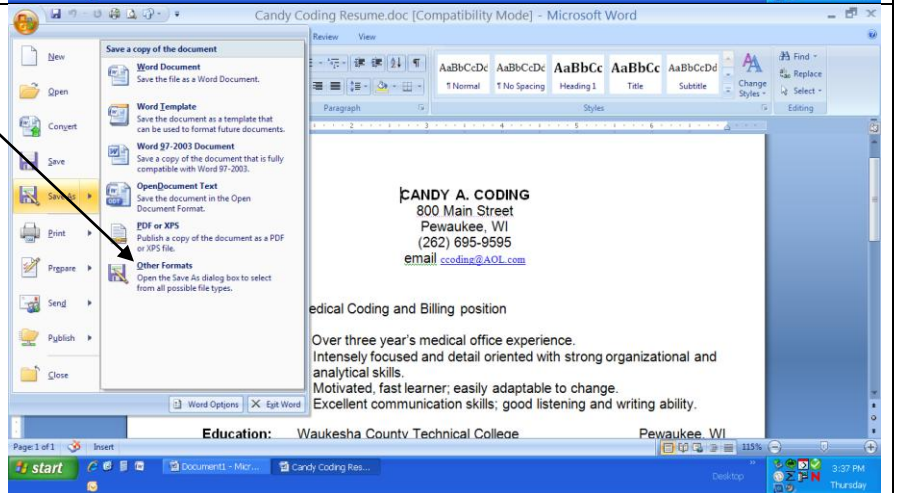 Candy Coding Resume.doc [Compatibility Mode] - Microsoft Word
Review View
New
Open
Convert
Save
Save As
Print
Prepare
Send
Publish
Close
Save a copy of the document
Word Document
Save the file as a Word Document.
Word Template
Save the document as a template that
can be used to format future documents.
Word 97-2003 Document
Save a copy of the document that is fully
compatible with Word 97-2003.
OpenDocument Text
Save the document in the Open
Document Format.
PDF or XPS
Publish a copy of the document as a PDF
or XPS file.
Other Formats
Open the Save As dialog box to select
from all possible file types.
Word Options Exit Word
AaBbCcDc AaBbCcDc AaBbCc AaBbCc AaBbCcDd
¶ Normal ¶ No Spacing Heading 1 Title Subtitle
Change
Styles
Find
Replace
Select
Paragraph Styles Editing
2 3 4 5 6
CANDY A. CODING
800 Main Street
Pewaukee, WI
(262) 695-9595
email ccoding@AOL.com
edical Coding and Billing position
Over three year's medical office experience.
Intensely focused and detail oriented with strong organizational and
analytical skills.
Motivated, fast learner; easily adaptable to change.
Excellent communication skills; good listening and writing ability.
Education: Waukesha County Technical College Pewaukee, WI
Page: 1 of 1 Insert 115%
start Document1 - Micr... Candy Coding Res... Desktop 3:37 PM
Thursday